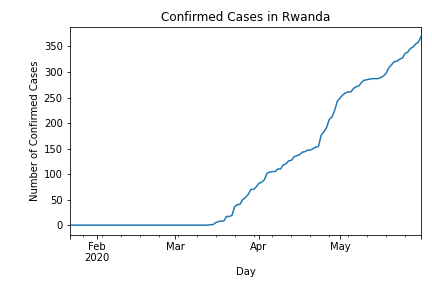 Confirmed Cases in Rwanda
Number of Confirmed Cases
350
300
250
200
150
100
50
0
Feb Mar Apr May
2020
Day